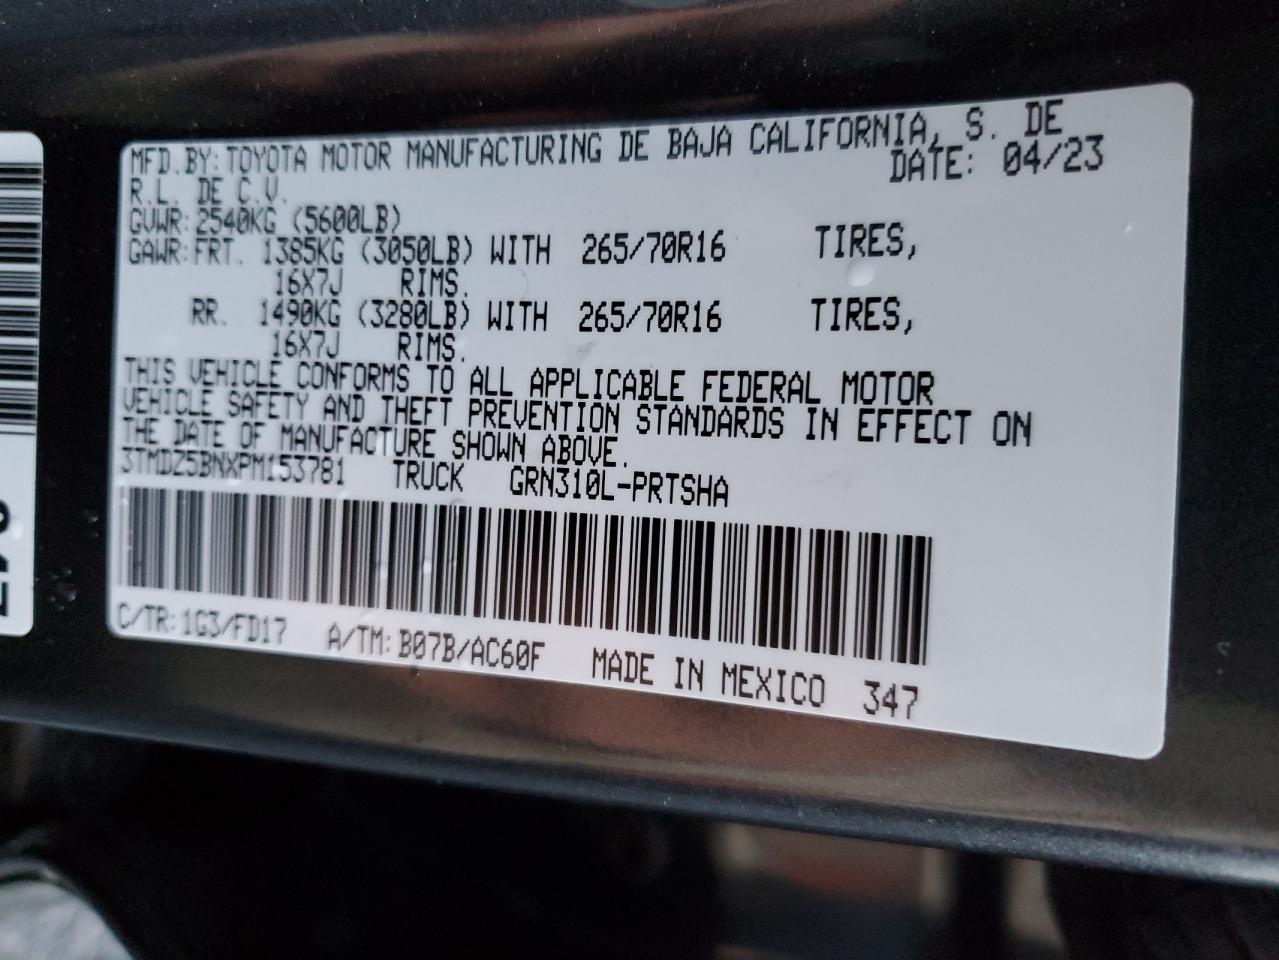 MFD.BY: TOYOTA MOTOR MANUFACTURING DE BAJA CALIFORNIA, S. DE
R.L. DE C.V. DATE: 04/23
GVWR: 2540KG (5600LB)
GAWR: FRT. 1385KG (3050LB) WITH 265/70R16 TIRES,
16X7J RIMS.
RR. 1490KG (3280LB) WITH 265/70R16 TIRES,
16X7J RIMS.
THIS VEHICLE CONFORMS TO ALL APPLICABLE FEDERAL MOTOR
VEHICLE SAFETY AND THEFT PREVENTION STANDARDS IN EFFECT ON
THE DATE OF MANUFACTURE SHOWN ABOVE.
3TMDZ5BNXPM153781 TRUCK GRN310L-PRTSHA
C/TR: 1G3/FD17 A/TM: B07B/AC60F MADE IN MEXICO 347